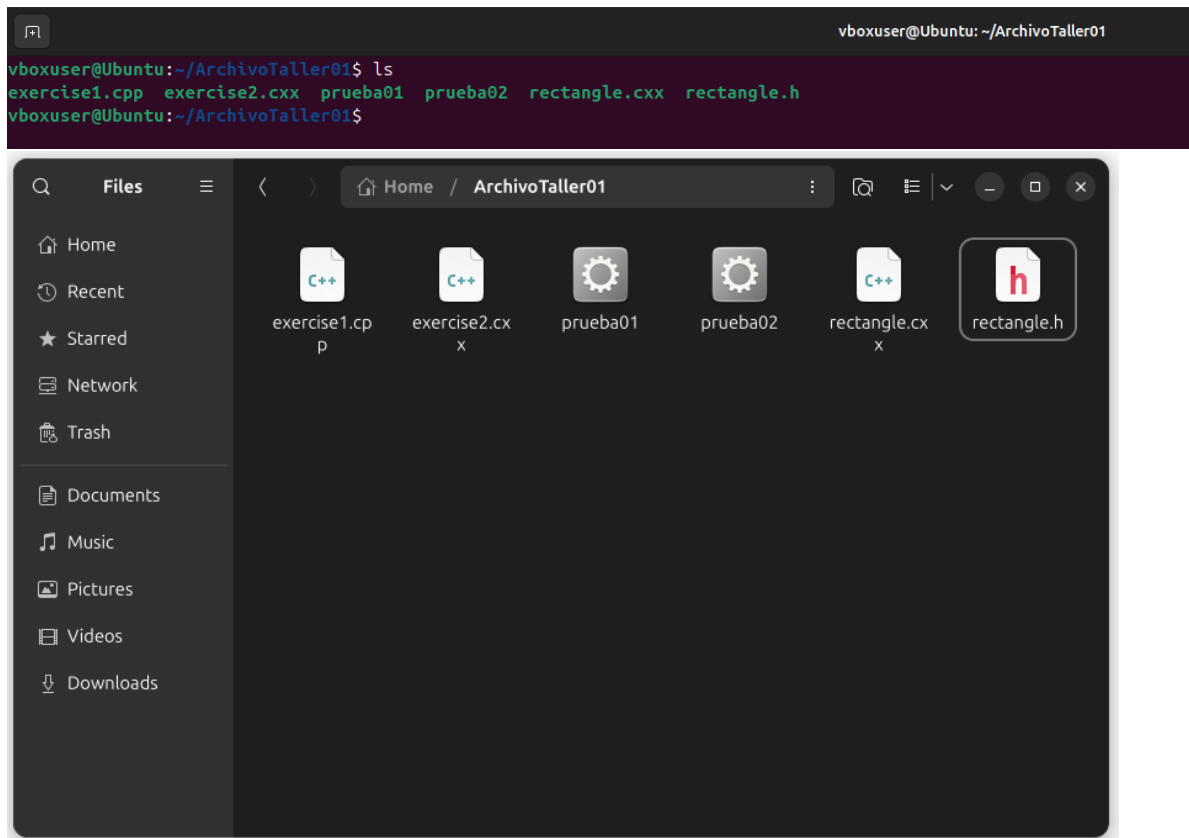 vboxuser@Ubuntu: ~/ArchivoTaller01
vboxuser@Ubuntu:~/ArchivoTaller01$ ls
exercise1.cpp exercise2.cxx prueba01 prueba02 rectangle.cxx rectangle.h
vboxuser@Ubuntu:~/ArchivoTaller01$
Files
Home / ArchivoTaller01
Home
Recent
Starred
Network
Trash
Documents
Music
Pictures
Videos
Downloads
C++ C++ C++ h
exercise1.cp exercise2.cx prueba01 prueba02 rectangle.cx rectangle.h
p x x